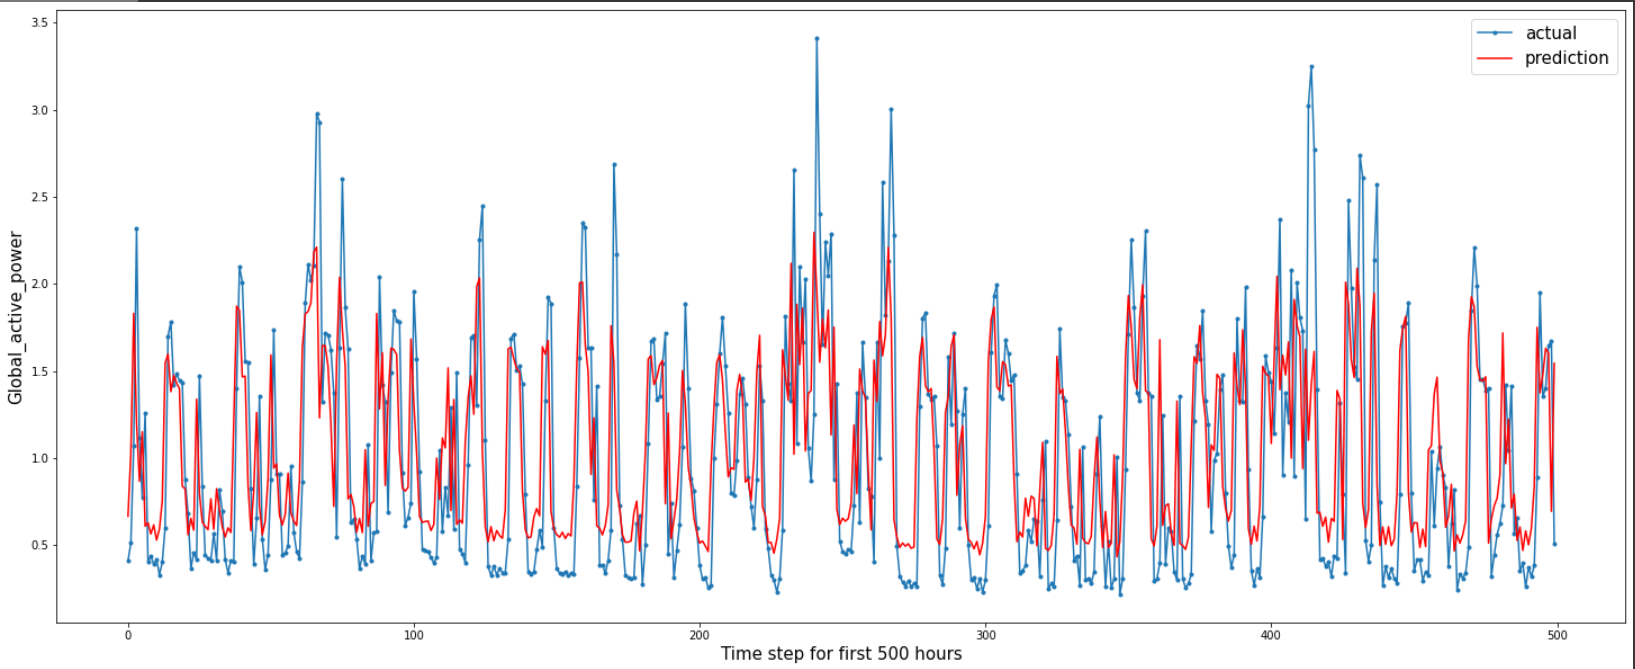 3.5
3.0
2.5
2.0
1.5
1.0
0.5
Global_active_power
actual
prediction
0 100 200 300 400 500
Time step for first 500 hours